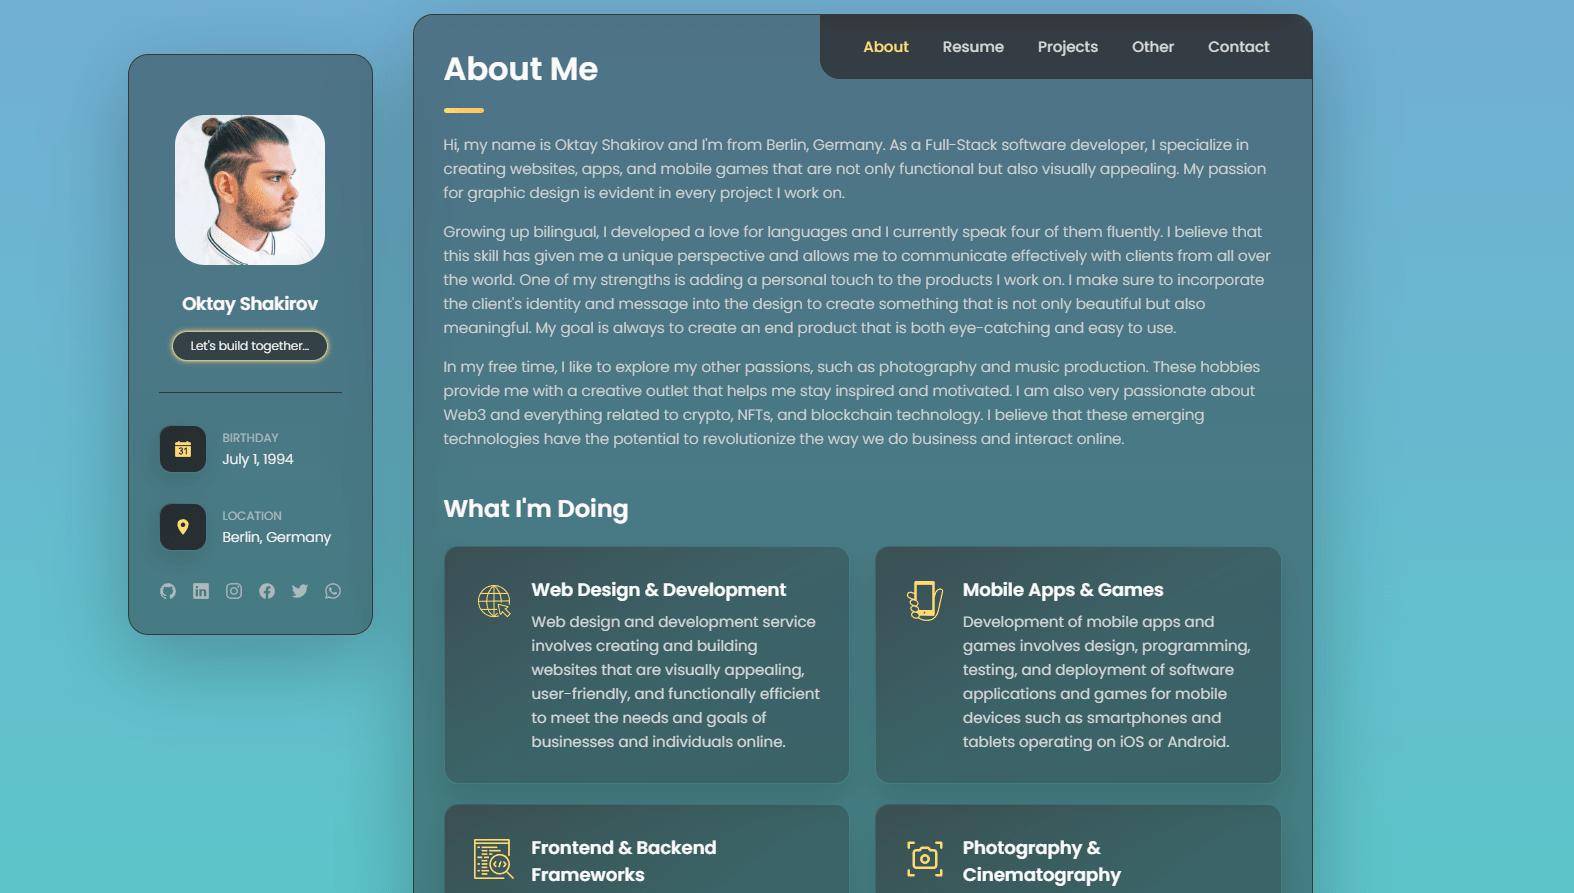 Oktay Shakirov
Let's build together...
31
BIRTHDAY
July 1, 1994
LOCATION
Berlin, Germany
About
Resume
Projects
Other
Contact
About Me
Hi, my name is Oktay Shakirov and I'm from Berlin, Germany. As a Full-Stack software developer, I specialize in
creating websites, apps, and mobile games that are not only functional but also visually appealing. My passion
for graphic design is evident in every project I work on.
Growing up bilingual, I developed a love for languages and I currently speak four of them fluently. I believe that
this skill has given me a unique perspective and allows me to communicate effectively with clients from all over
the world. One of my strengths is adding a personal touch to the products I work on. I make sure to incorporate
the client's identity and message into the design to create something that is not only beautiful but also
meaningful. My goal is always to create an end product that is both eye-catching and easy to use.
In my free time, I like to explore my other passions, such as photography and music production. These hobbies
provide me with a creative outlet that helps me stay inspired and motivated. I am also very passionate about
Web3 and everything related to crypto, NFTs, and blockchain technology. I believe that these emerging
technologies have the potential to revolutionize the way we do business and interact online.
What I'm Doing
Web Design & Development
Web design and development service
involves creating and building
websites that are visually appealing,
user-friendly, and functionally efficient
to meet the needs and goals of
businesses and individuals online.
Mobile Apps & Games
Development of mobile apps and
games involves design, programming,
testing, and deployment of software
applications and games for mobile
devices such as smartphones and
tablets operating on iOS or Android.
Frontend & Backend
Frameworks
Photography &
Cinematography